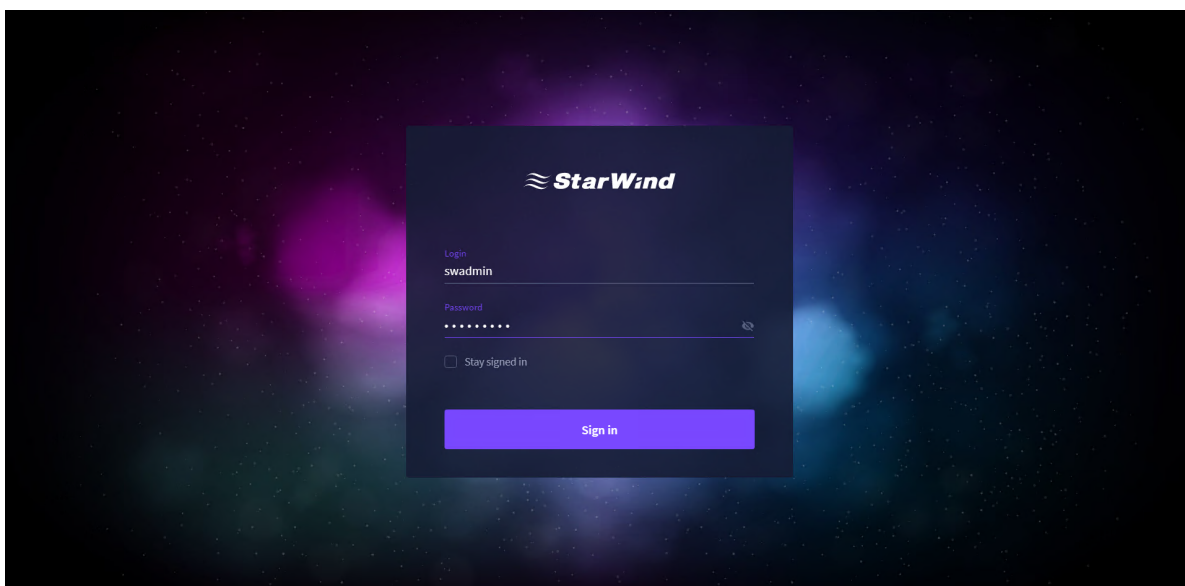 StarWind
Login
swadmin
Password
•••••••••
Stay signed in
Sign in